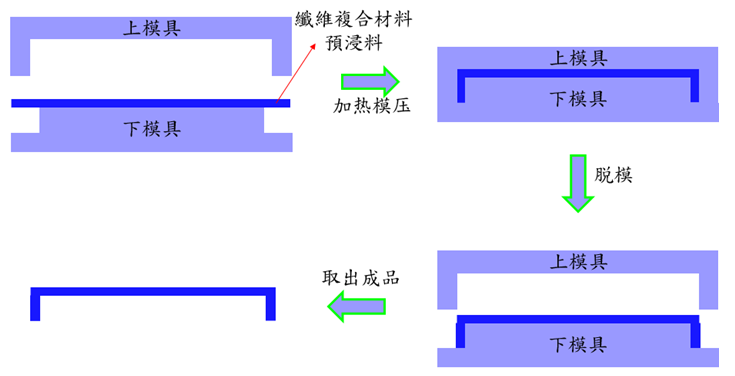 上模具
纖維複合材料
預浸料
下模具
加热模压
上模具
下模具
脱模
上模具
下模具
取出成品